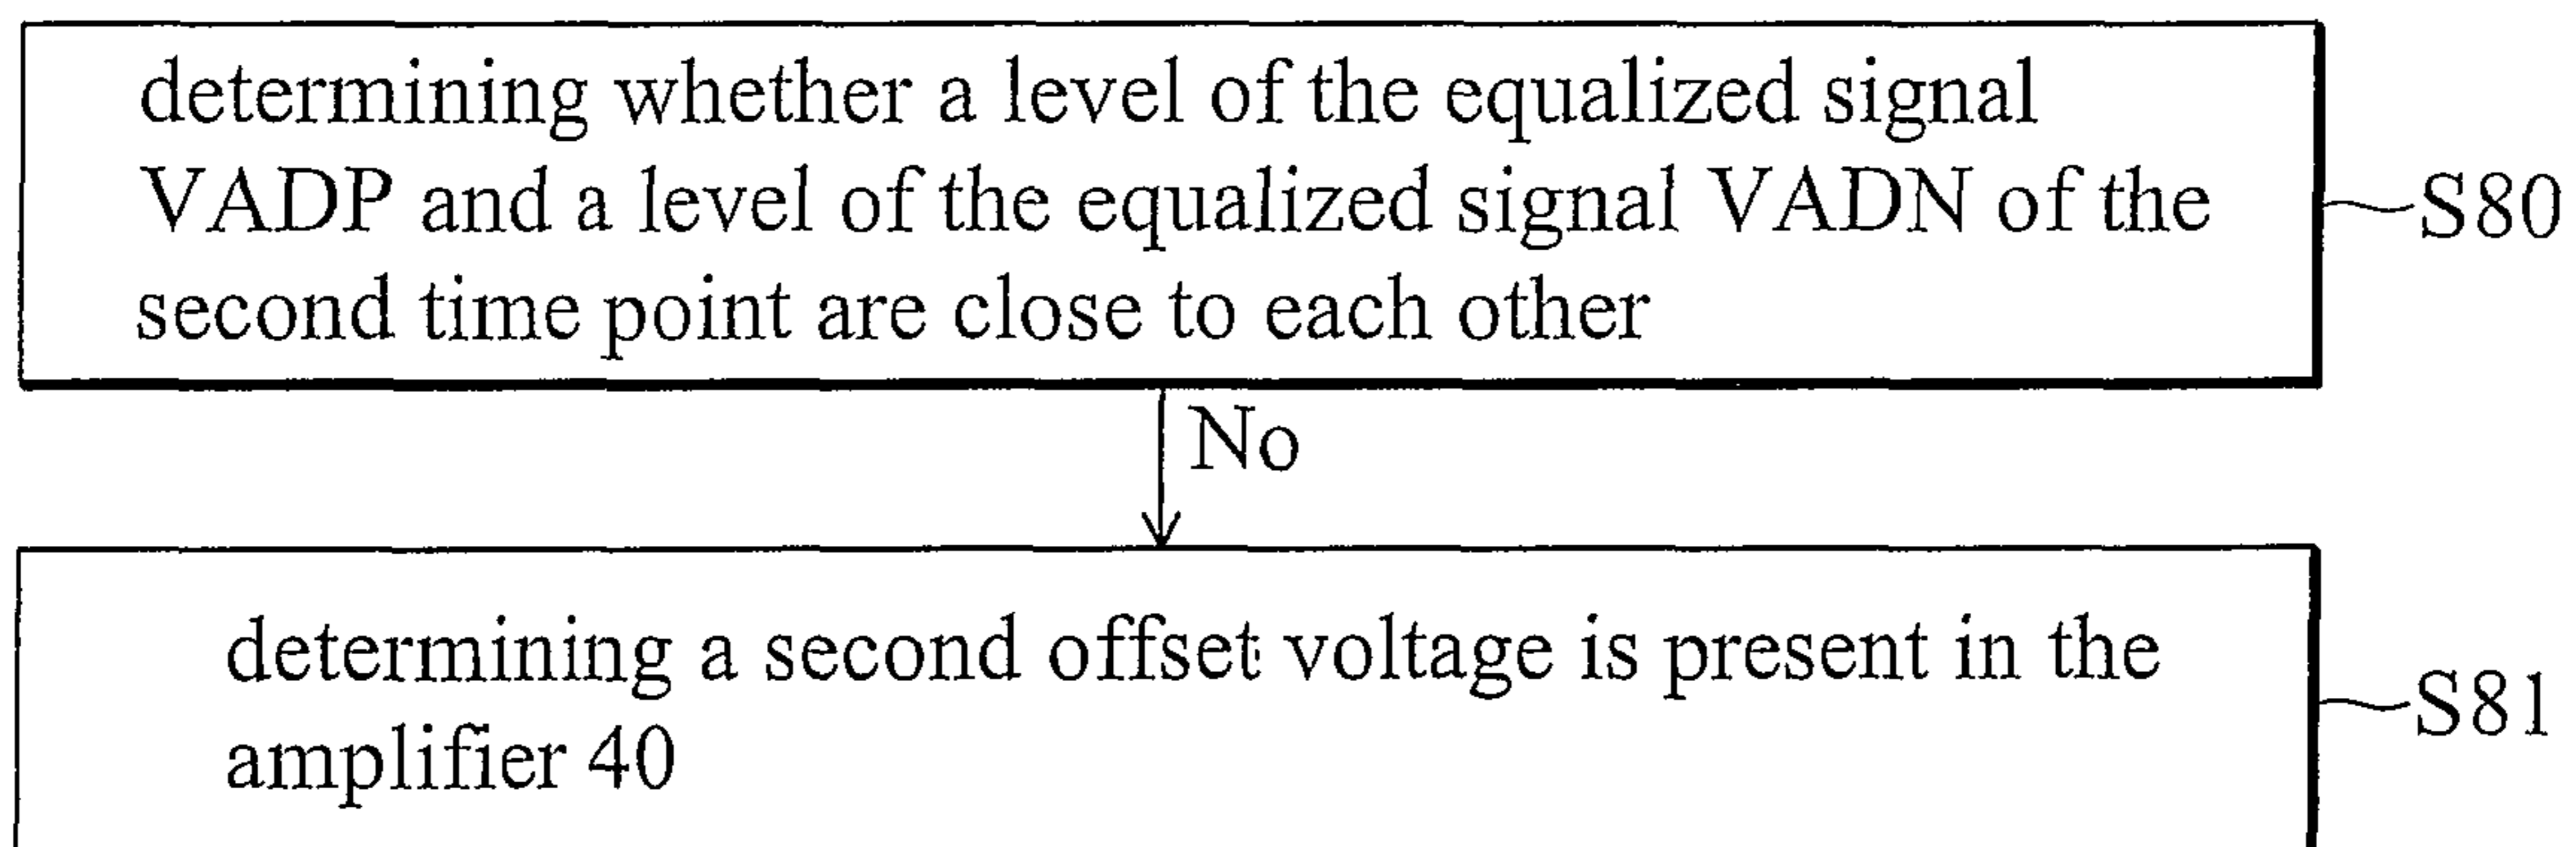 determining whether a level of the equalized signal
VADP and a level of the equalized signal VADN of the
second time point are close to each other
S80
No
determining a second offset voltage is present in the
amplifier 40
S81